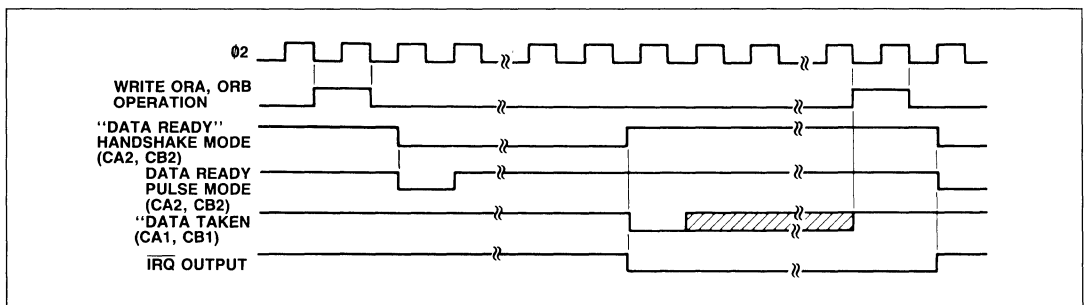 Ø2
WRITE ORA, ORB
OPERATION
"DATA READY"
HANDSHAKE MODE
(CA2, CB2)
DATA READY
PULSE MODE
(CA2, CB2)
"DATA TAKEN
(CA1, CB1)
IRQ OUTPUT